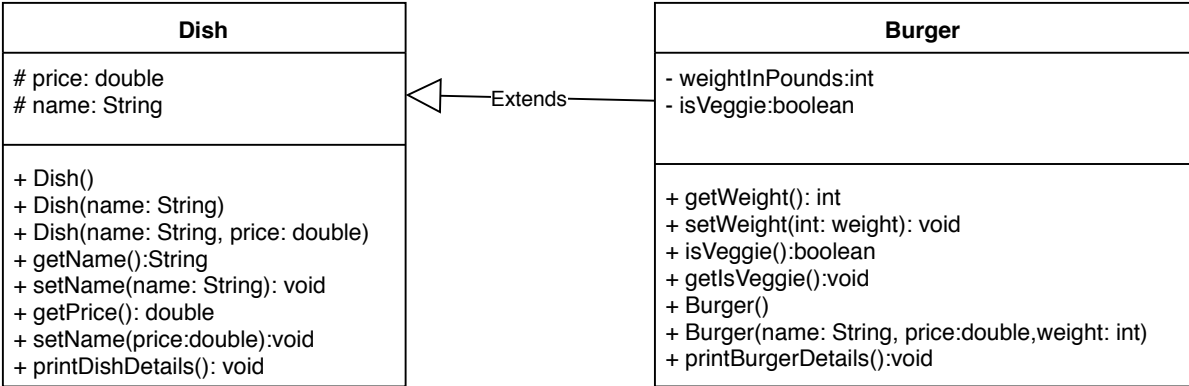 Dish
# price: double
# name: String
+ Dish()
+ Dish(name: String)
+ Dish(name: String, price: double)
+ getName():String
+ setName(name: String): void
+ getPrice(): double
+ setName(price:double):void
+ printDishDetails(): void
Extends
Burger
- weightInPounds:int
- isVeggie:boolean
+ getWeight(): int
+ setWeight(int: weight): void
+ isVeggie():boolean
+ getIsVeggie():void
+ Burger()
+ Burger(name: String, price:double,weight: int)
+ printBurgerDetails():void